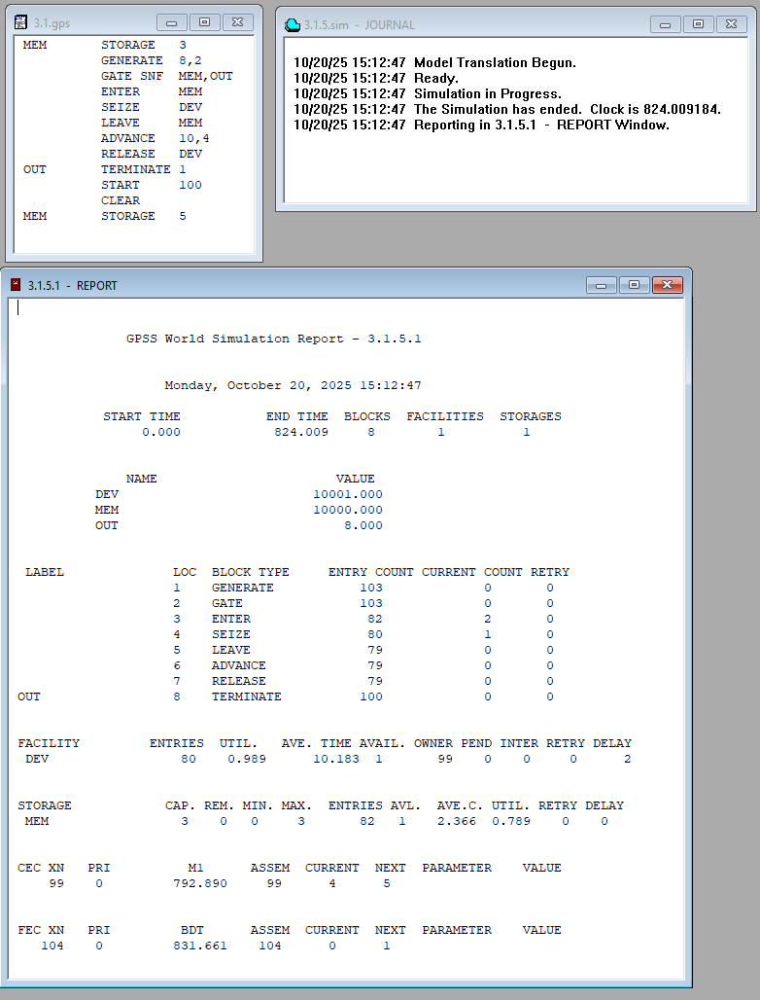 3.1.gps
MEM STORAGE 3
GENERATE 8,2
GATE SNF MEM,OUT
ENTER MEM
SEIZE DEV
LEAVE MEM
ADVANCE 10,4
RELEASE DEV
OUT TERMINATE 1
START 100
CLEAR
MEM STORAGE 5
3.1.5.sim - JOURNAL
10/20/25 15:12:47 Model Translation Begun.
10/20/25 15:12:47 Ready.
10/20/25 15:12:47 Simulation in Progress.
10/20/25 15:12:47 The Simulation has ended. Clock is 824.009184.
10/20/25 15:12:47 Reporting in 3.1.5.1 - REPORT Window.
3.1.5.1 - REPORT
GPSS World Simulation Report - 3.1.5.1
Monday, October 20, 2025 15:12:47
START TIME END TIME BLOCKS FACILITIES STORAGES
0.000 824.009 8 1 1
NAME VALUE
DEV 10001.000
MEM 10000.000
OUT 8.000
LABEL LOC BLOCK TYPE ENTRY COUNT CURRENT COUNT RETRY
1 GENERATE 103 0 0
2 GATE 103 0 0
3 ENTER 82 2 0
4 SEIZE 80 1 0
5 LEAVE 79 0 0
6 ADVANCE 79 0 0
7 RELEASE 79 0 0
OUT 8 TERMINATE 100 0 0
FACILITY ENTRIES UTIL. AVE. TIME AVAIL. OWNER PEND INTER RETRY DELAY
DEV 80 0.989 10.183 1 99 0 0 0 2
STORAGE CAP. REM. MIN. MAX. ENTRIES AVL. AVE.C. UTIL. RETRY DELAY
MEM 3 0 0 3 82 1 2.366 0.789 0 0
CEC XN PRI M1 ASSEM CURRENT NEXT PARAMETER VALUE
99 0 792.890 99 4 5
FEC XN PRI BDT ASSEM CURRENT NEXT PARAMETER VALUE
104 0 831.661 104 0 1